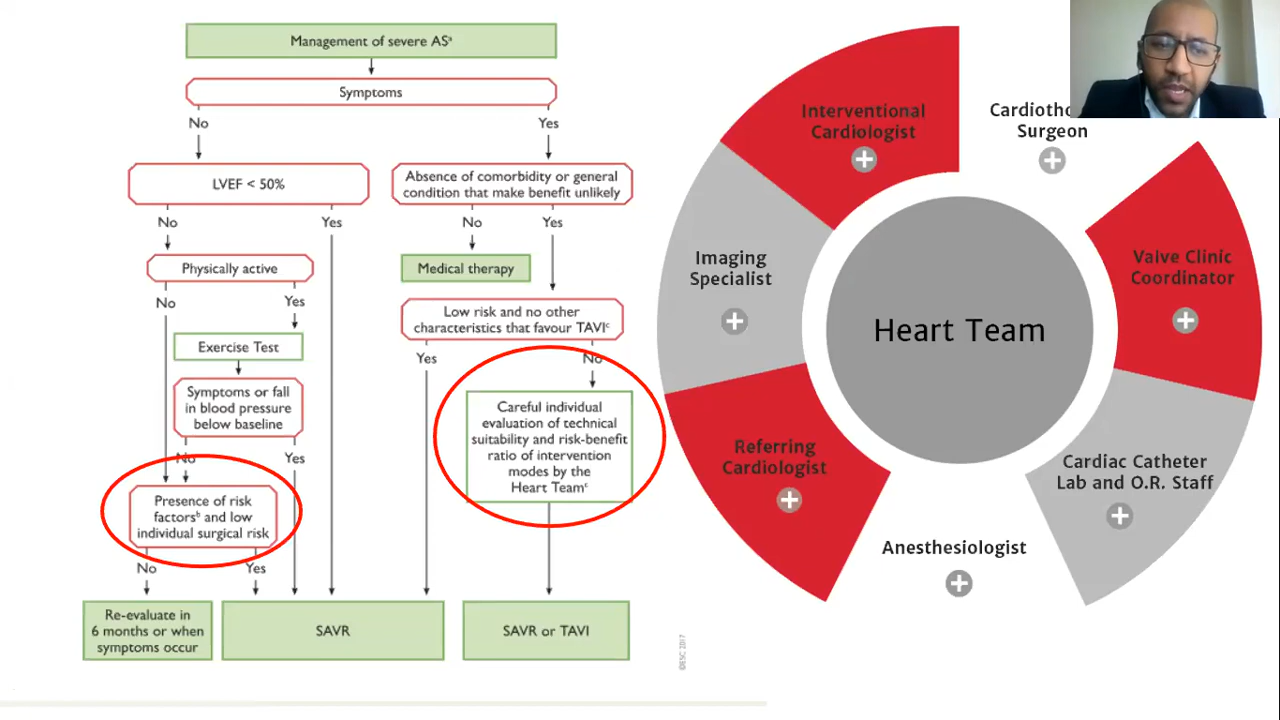 Management of severe ASᵃ
Symptoms
No
Yes
LVEF < 50%
Absence of comorbidity or general
condition that make benefit unlikely
No
Yes
No
Yes
Physically active
Medical therapy
No
Yes
Low risk and no other
characteristics that favour TAVIᶜ
Exercise Test
Yes
No
Symptoms or fall
in blood pressure
below baseline
Careful individual
evaluation of technical
suitability and risk-benefit
ratio of intervention
modes by the
Heart Teamᶜ
No
Yes
Presence of risk
factorsᵇ and low
individual surgical risk
No
Yes
Re-evaluate in
6 months or when
symptoms occur
SAVR
SAVR or TAVI
©ESC 2017
Interventional
Cardiologist
Surgeon
Imaging
Specialist
Valve Clinic
Coordinator
Heart Team
Referring
Cardiologist
Cardiac Catheter
Lab and O.R. Staff
Anesthesiologist